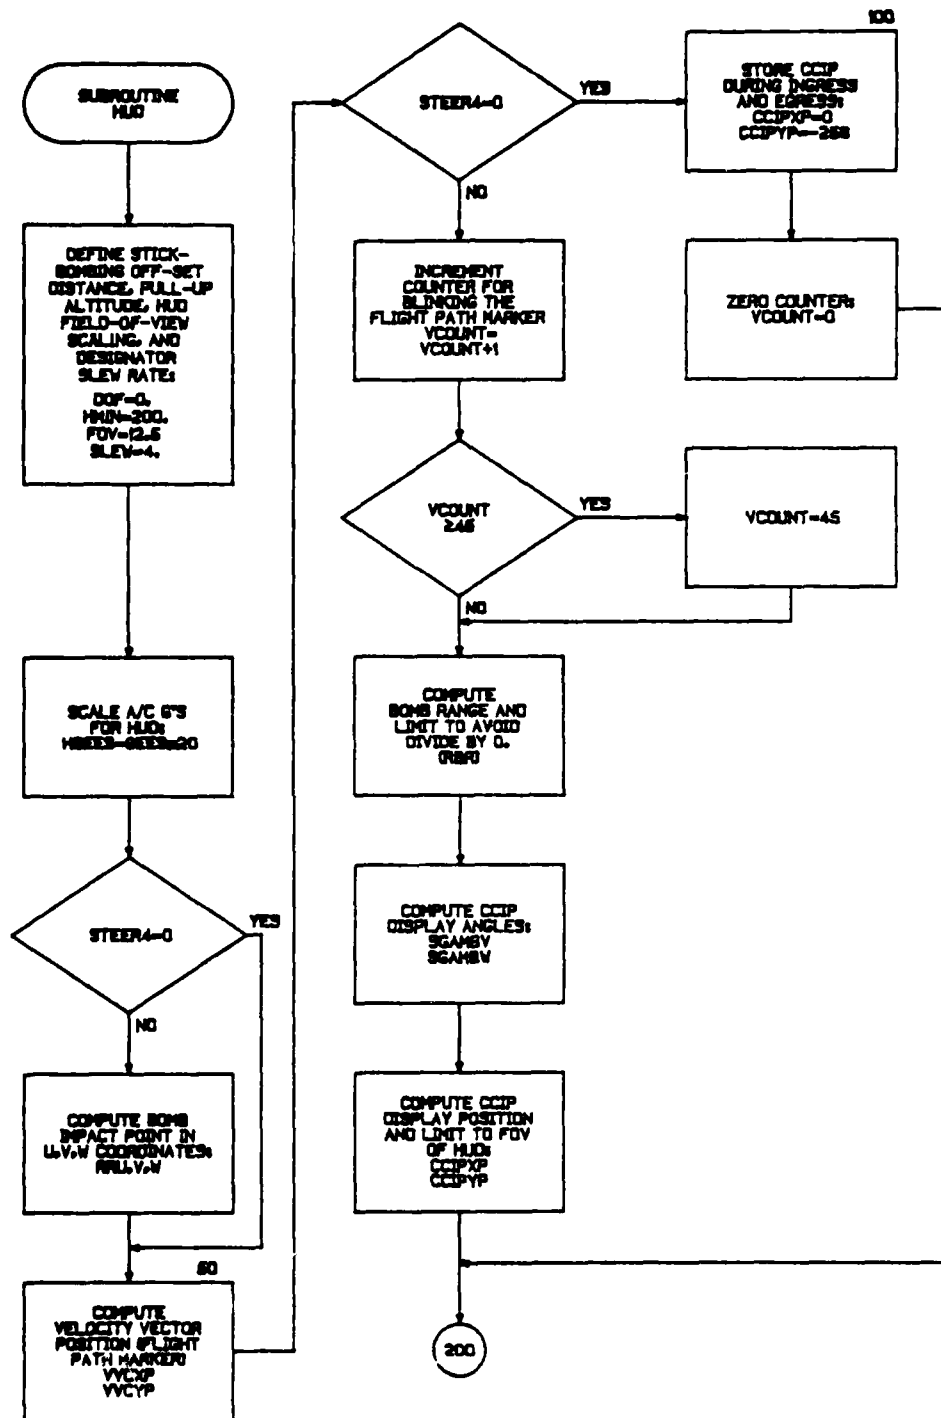 SUBROUTINE
HUD
DEFINE STICK-
BOMBING OFF-SET
DISTANCE, PULL-UP
ALTITUDE, HUD
FIELD-OF-VIEW
SCALING, AND
DESIGNATOR
SLEW RATE:
DOF=0.
HMIN=200.
FOV=12.5
SLEW=4.
SCALE A/C G'S
FOR HUD:
STEER4=0
YES
NO
COMPUTE BOMB
IMPACT POINT IN
U,V,W COORDINATES:
RRU,V,W
50
COMPUTE
VELOCITY VECTOR
POSITION (FLIGHT
PATH MARKER)
VVCXP
VVCYP
STEER4=0
YES
NO
INCREMENT
COUNTER FOR
BLINKING THE
FLIGHT PATH MARKER
VCOUNT=
VCOUNT+1
VCOUNT
YES
NO
VCOUNT=45
COMPUTE
BOMB RANGE AND
LIMIT TO AVOID
DIVIDE BY 0.
(RBR)
COMPUTE CCIP
DISPLAY ANGLES:
SGAMBV
SGAMBW
COMPUTE CCIP
DISPLAY POSITION
AND LIMIT TO FOV
OF HUD:
CCIPXP
CCIPYP
200
100
STORE CCIP
DURING INGRESS
AND EGRESS:
CCIPXP=0
ZERO COUNTER:
VCOUNT=0